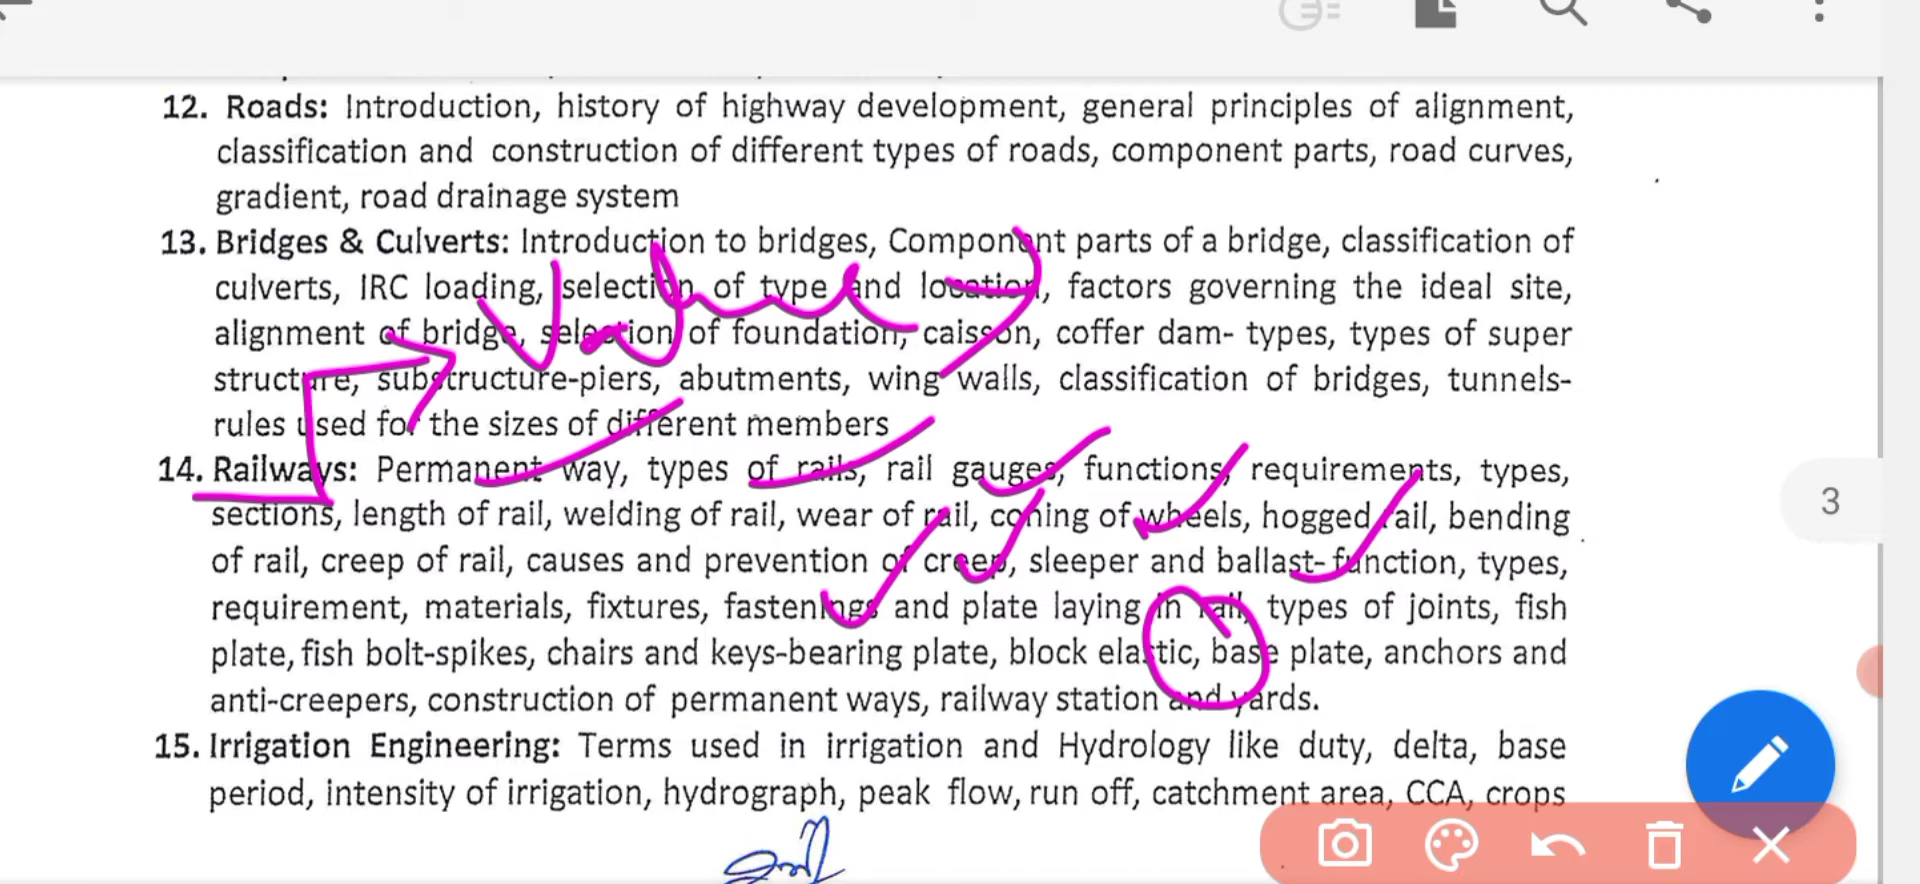 12. Roads: Introduction, history of highway development, general principles of alignment,
classification and construction of different types of roads, component parts, road curves,
gradient, road drainage system
13. Bridges & Culverts: Introduction to bridges, Component parts of a bridge, classification of
culverts, IRC loading, selection of type and location, factors governing the ideal site,
alignment of bridge, selection of foundation, caisson, coffer dam- types, types of super
structure, substructure-piers, abutments, wing walls, classification of bridges, tunnels-
rules used for the sizes of different members
Values
14. Railways: Permanent way, types of rails, rail gauges, functions, requirements, types,
sections, length of rail, welding of rail, wear of rail, coning of wheels, hogged rail, bending
of rail, creep of rail, causes and prevention of creep, sleeper and ballast- function, types,
requirement, materials, fixtures, fastenings and plate laying in rail, types of joints, fish
plate, fish bolt-spikes, chairs and keys-bearing plate, block elastic, base plate, anchors and
anti-creepers, construction of permanent ways, railway station and yards.
15. Irrigation Engineering: Terms used in irrigation and Hydrology like duty, delta, base
period, intensity of irrigation, hydrograph, peak flow, run off, catchment area, CCA, crops
3